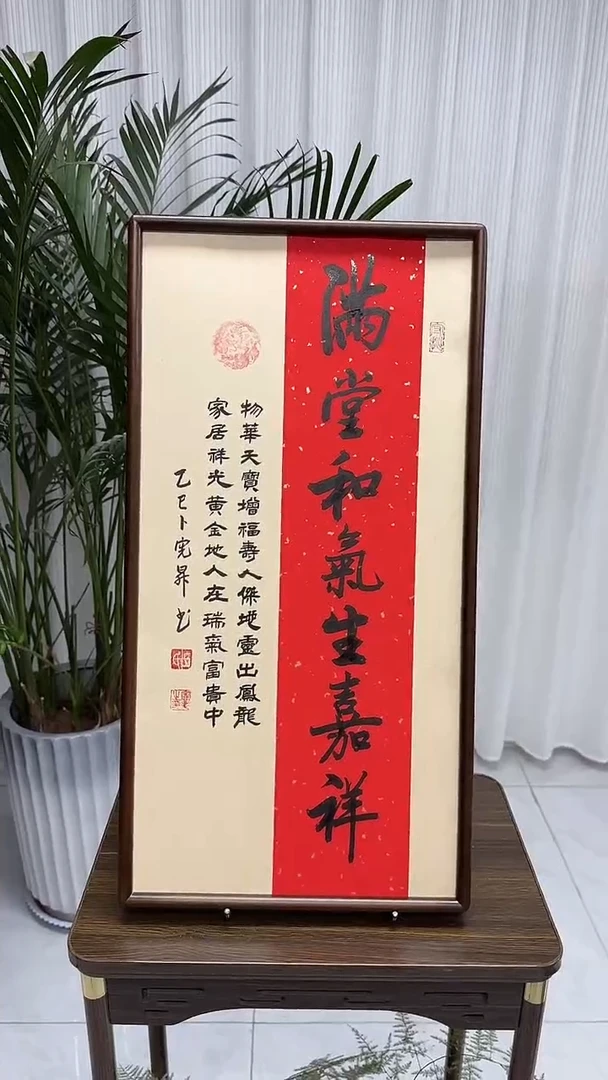 满堂和氣生嘉祥
物華天寶增福壽人傑地靈出鳳龍
家居祥光黄金地人在瑞氣富貴中
乙巳卜宪昇书